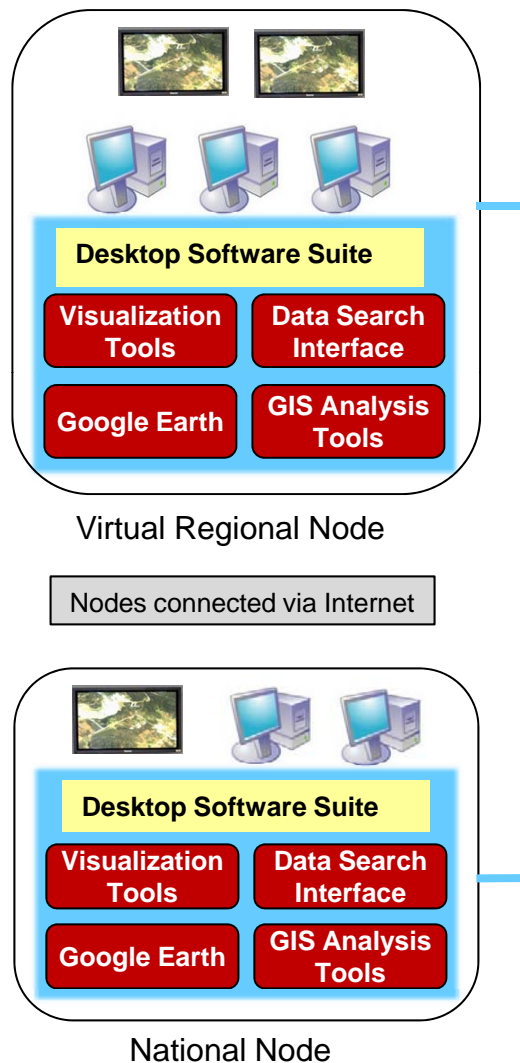 Desktop Software Suite
Visualization
Tools
Data Search
Interface
Google Earth
GIS Analysis
Tools
Virtual Regional Node
Nodes connected via Internet
Desktop Software Suite
Visualization
Tools
Data Search
Interface
Google Earth
GIS Analysis
Tools
National Node